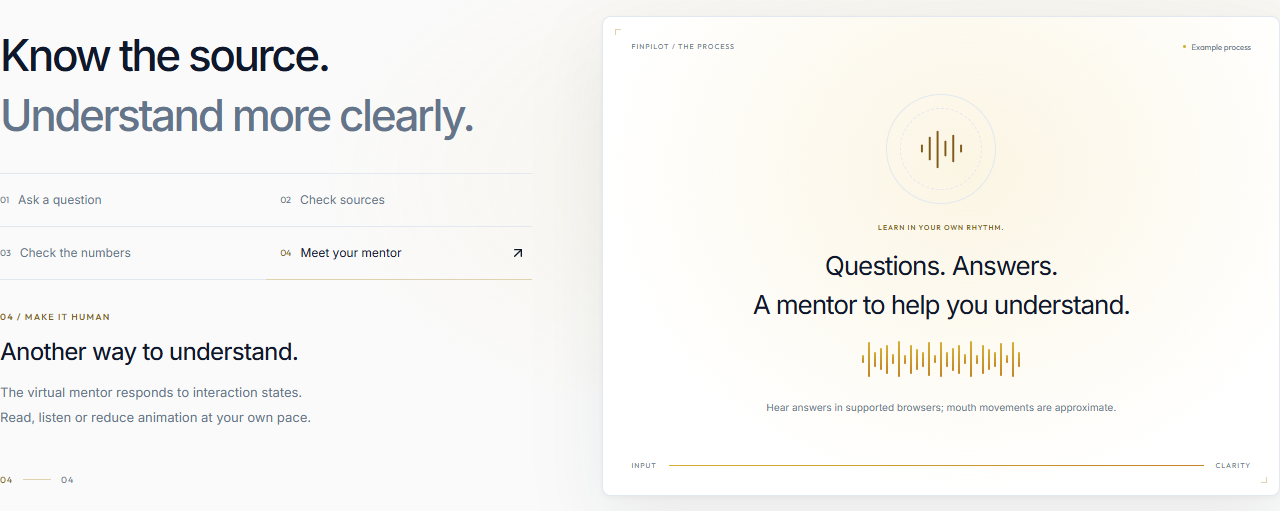 Know the source.
Understand more clearly.
01 Ask a question
02 Check sources
03 Check the numbers
04 Meet your mentor
04 / MAKE IT HUMAN
Another way to understand.
The virtual mentor responds to interaction states.
Read, listen or reduce animation at your own pace.
04 04
FINPILOT / THE PROCESS
Example process
LEARN IN YOUR OWN RHYTHM.
Questions. Answers.
A mentor to help you understand.
Hear answers in supported browsers; mouth movements are approximate.
INPUT
CLARITY